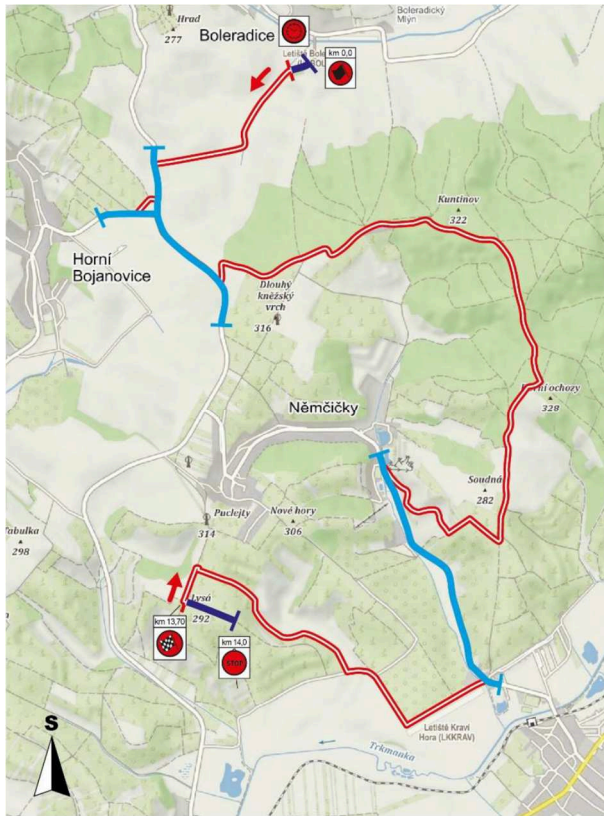 Hrad
277
Boleradický
Mlýn
Boleradice
km 0,0
Kuntínov
322
Horní
Bojanovice
Dlouhý
kněžský
vrch
316
328
Němčičky
Soudná
282
Puclejty
Nové hory
306
314
298
Lysá
292
km 13,70
km 14,0
STOP
Letiště Kraví
Hora (LKKRAV)
Trkmanka
S